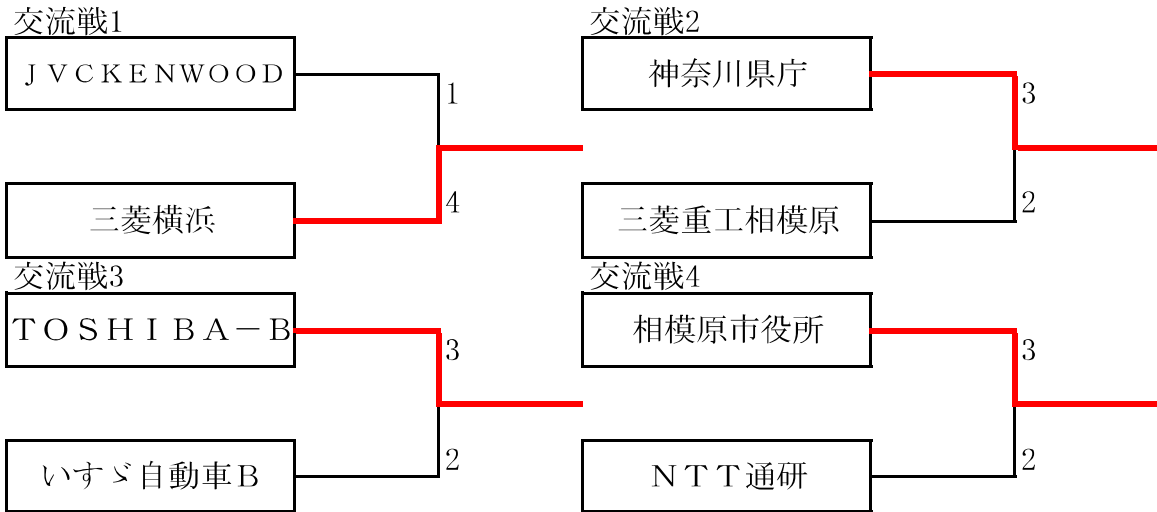 交流戦1
ＪＶＣＫＥＮＷＯＯＤ
1
4
三菱横浜
交流戦2
神奈川県庁
3
2
三菱重工相模原
交流戦3
ＴＯＳＨＩＢＡ－Ｂ
3
2
いすゞ自動車Ｂ
交流戦4
相模原市役所
3
2
ＮＴＴ通研